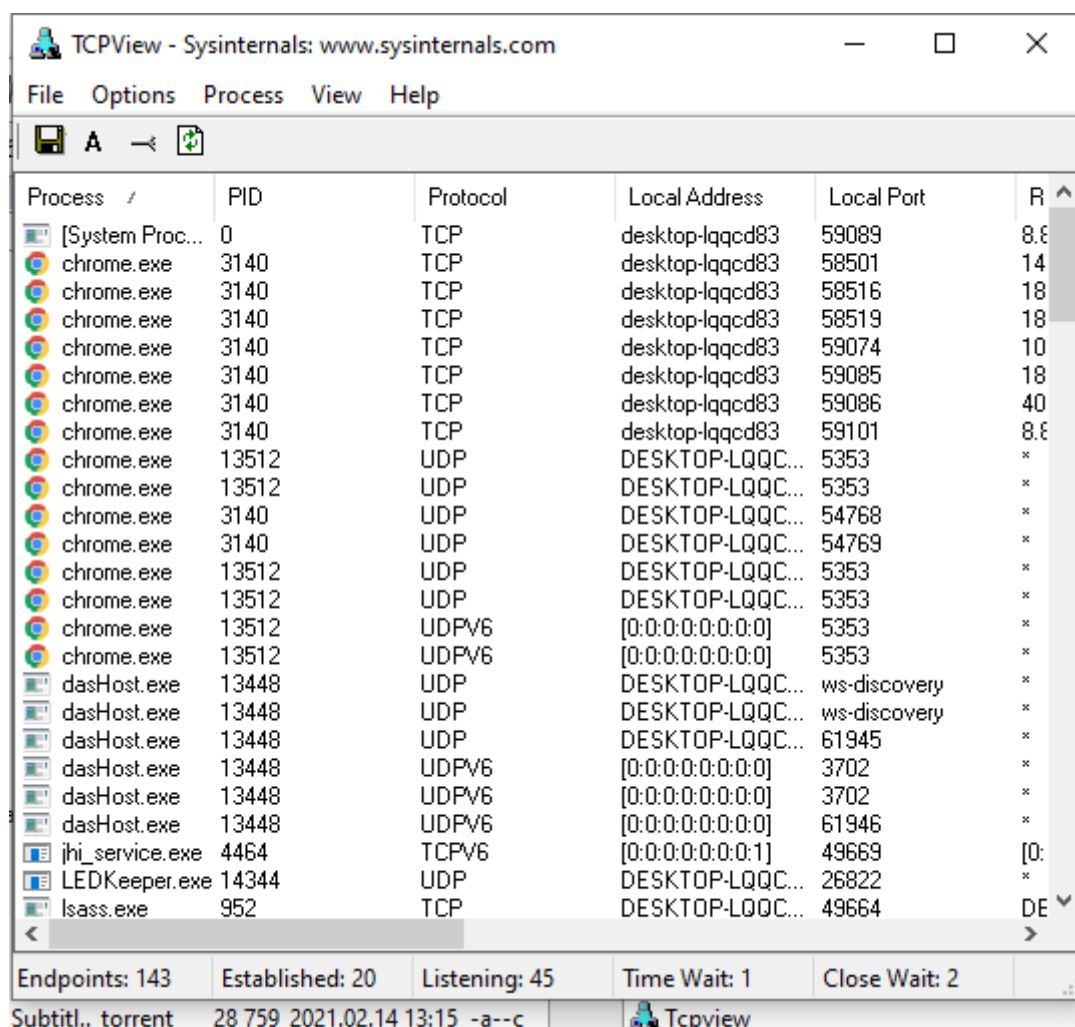 TCPView - Sysinternals: www.sysinternals.com
File Options Process View Help
A
Process / PID Protocol Local Address Local Port R
[System Proc... 0 TCP desktop-lqqcd83 59089 8.8
chrome.exe 3140 TCP desktop-lqqcd83 58501 14
chrome.exe 3140 TCP desktop-lqqcd83 58516 18
chrome.exe 3140 TCP desktop-lqqcd83 58519 18
chrome.exe 3140 TCP desktop-lqqcd83 59074 10
chrome.exe 3140 TCP desktop-lqqcd83 59085 18
chrome.exe 3140 TCP desktop-lqqcd83 59086 40
chrome.exe 3140 TCP desktop-lqqcd83 59101 8.8
chrome.exe 13512 UDP DESKTOP-LQQC... 5353 *
chrome.exe 13512 UDP DESKTOP-LQQC... 5353 *
chrome.exe 3140 UDP DESKTOP-LQQC... 54768 *
chrome.exe 3140 UDP DESKTOP-LQQC... 54769 *
chrome.exe 13512 UDP DESKTOP-LQQC... 5353 *
chrome.exe 13512 UDP DESKTOP-LQQC... 5353 *
chrome.exe 13512 UDPV6 [0:0:0:0:0:0:0:0] 5353 *
chrome.exe 13512 UDPV6 [0:0:0:0:0:0:0:0] 5353 *
dasHost.exe 13448 UDP DESKTOP-LQQC... ws-discovery *
dasHost.exe 13448 UDP DESKTOP-LQQC... ws-discovery *
dasHost.exe 13448 UDP DESKTOP-LQQC... 61945 *
dasHost.exe 13448 UDPV6 [0:0:0:0:0:0:0:0] 3702 *
dasHost.exe 13448 UDPV6 [0:0:0:0:0:0:0:0] 3702 *
dasHost.exe 13448 UDPV6 [0:0:0:0:0:0:0:0] 61946 *
jhi_service.exe 4464 TCPV6 [0:0:0:0:0:0:0:1] 49669 [0:
LEDKeeper.exe 14344 UDP DESKTOP-LQQC... 26822 *
lsass.exe 952 TCP DESKTOP-LQQC... 49664 DE
Endpoints: 143 Established: 20 Listening: 45 Time Wait: 1 Close Wait: 2
Subtitl.. torrent 28 759 2021.02.14 13:15 -a--c Tcpview